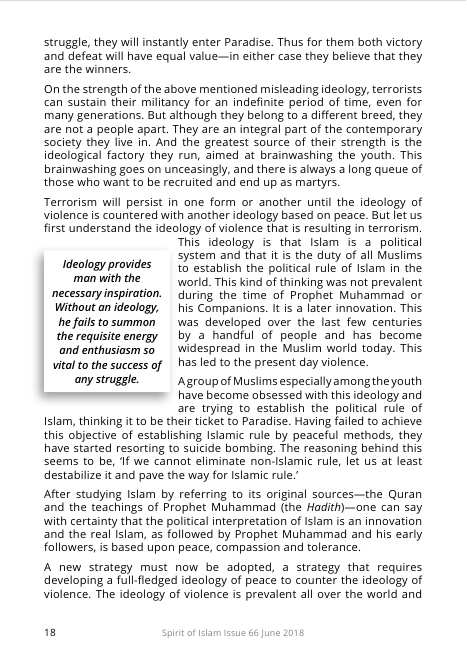 struggle, they will instantly enter Paradise. Thus for them both victory
and defeat will have equal value—in either case they believe that they
are the winners.
On the strength of the above mentioned misleading ideology, terrorists
can sustain their militancy for an indefinite period of time, even for
many generations. But although they belong to a different breed, they
are not a people apart. They are an integral part of the contemporary
society they live in. And the greatest source of their strength is the
ideological factory they run, aimed at brainwashing the youth. This
brainwashing goes on unceasingly, and there is always a long queue of
those who want to be recruited and end up as martyrs.
Terrorism will persist in one form or another until the ideology of
violence is countered with another ideology based on peace. But let us
first understand the ideology of violence that is resulting in terrorism.
This ideology is that Islam is a political
system and that it is the duty of all Muslims
to establish the political rule of Islam in the
world. This kind of thinking was not prevalent
during the time of Prophet Muhammad or
his Companions. It is a later innovation. This
was developed over the last few centuries
by a handful of people and has become
widespread in the Muslim world today. This
has led to the present day violence.
Ideology provides
man with the
necessary inspiration.
Without an ideology,
he fails to summon
the requisite energy
and enthusiasm so
vital to the success of
any struggle.
A group of Muslims especially among the youth
have become obsessed with this ideology and
are trying to establish the political rule of
Islam, thinking it to be their ticket to Paradise. Having failed to achieve
this objective of establishing Islamic rule by peaceful methods, they
have started resorting to suicide bombing. The reasoning behind this
seems to be, ‘If we cannot eliminate non-Islamic rule, let us at least
destabilize it and pave the way for Islamic rule.’
After studying Islam by referring to its original sources—the Quran
and the teachings of Prophet Muhammad (the Hadith)—one can say
with certainty that the political interpretation of Islam is an innovation
and the real Islam, as followed by Prophet Muhammad and his early
followers, is based upon peace, compassion and tolerance.
A new strategy must now be adopted, a strategy that requires
developing a full-fledged ideology of peace to counter the ideology of
violence. The ideology of violence is prevalent all over the world and
18
Spirit of Islam Issue 66 June 2018